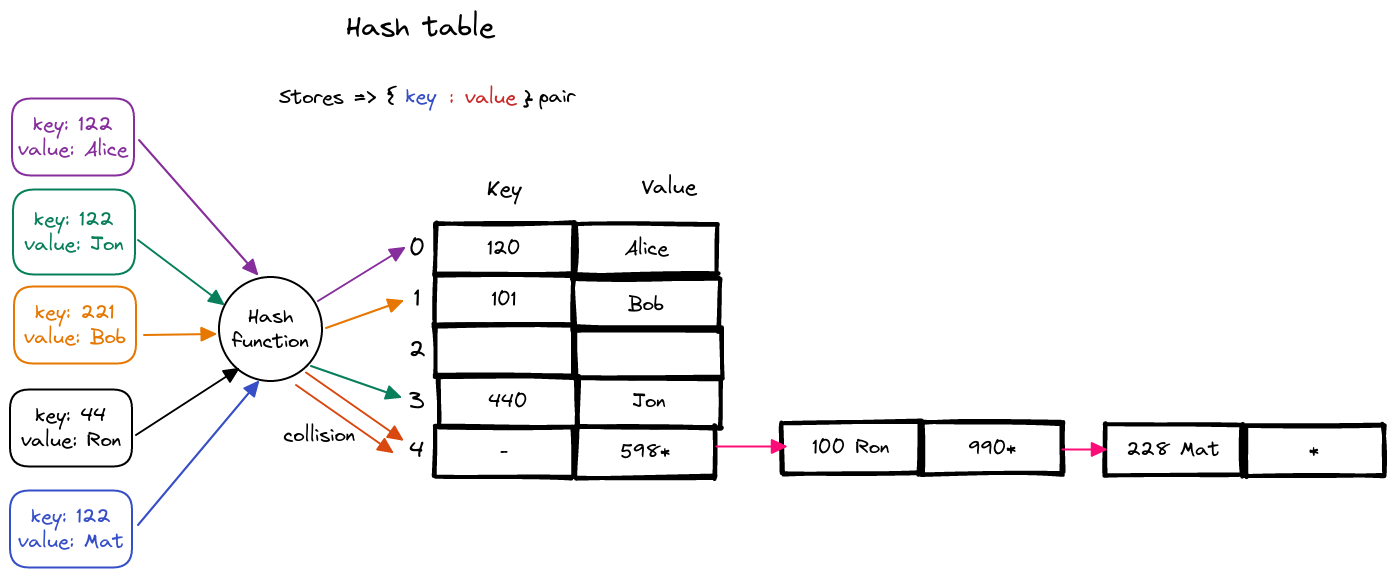 Hash table
Stores => { key : value } pair
key: 122
value: Alice
key: 122
value: Jon
key: 221
value: Bob
key: 44
value: Ron
key: 122
value: Mat
Hash
function
collision
Key Value
0 120 Alice
1 101 Bob
2
3 440 Jon
4 - 598* 100 Ron 990* 228 Mat *